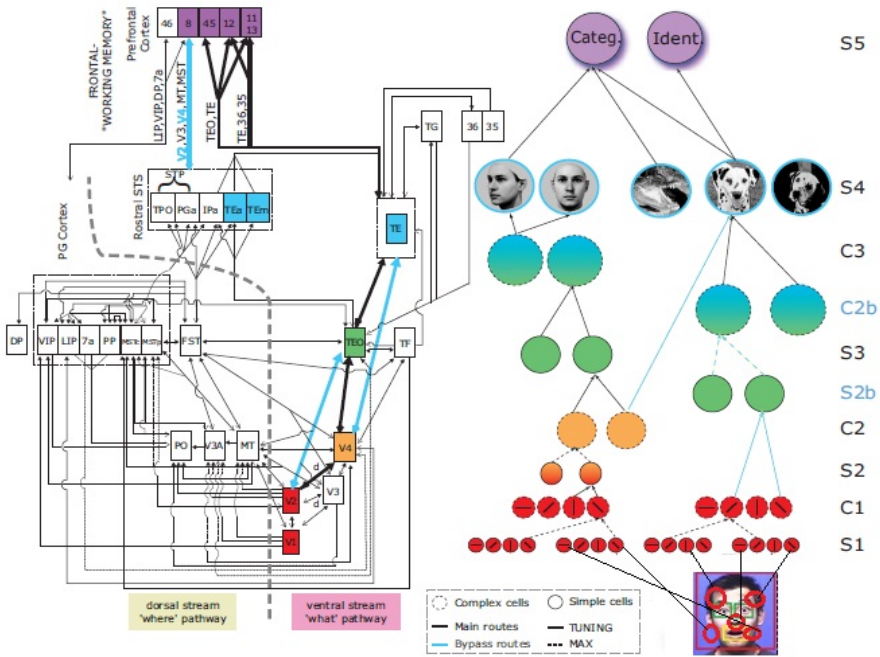 Prefrontal
Cortex
46
8
45
12
11
13
FRONTAL-
"WORKING MEMORY"
LIP,VIP,DP,7a
V2,V3,V4,MT,MST
TEO,TE
TE,36,35
TG
36
35
PG Cortex
Rostral STS
STP
TPO
PGa
IPa
TEa
TEm
TE
DP
VIP
LIP
7a
PP
MSTc
MSTp
FST
TEO
TF
PO
V3A
MT
V4
d
V3
V2
d
V1
dorsal stream
'where' pathway
ventral stream
'what' pathway
Categ.
Ident.
S5
S4
C3
C2b
S3
S2b
C2
S2
C1
S1
Complex cells
Simple cells
Main routes
TUNING
Bypass routes
MAX